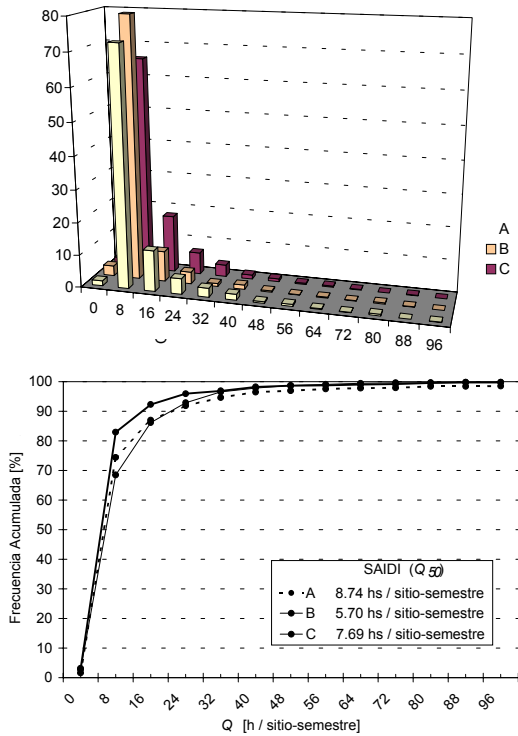 80
70
60
50
40
30
20
10
0
0 8 16 24 32 40 48 56 64 72 80 88 96
A
B
C
100
90
80
70
60
50
40
30
20
10
0
Frecuencia Acumulada [%]
SAIDI (Q50)
A 8.74 hs / sitio-semestre
B 5.70 hs / sitio-semestre
C 7.69 hs / sitio-semestre
0 8 16 24 32 40 48 56 64 72 80 88 96
Q [h / sitio-semestre]